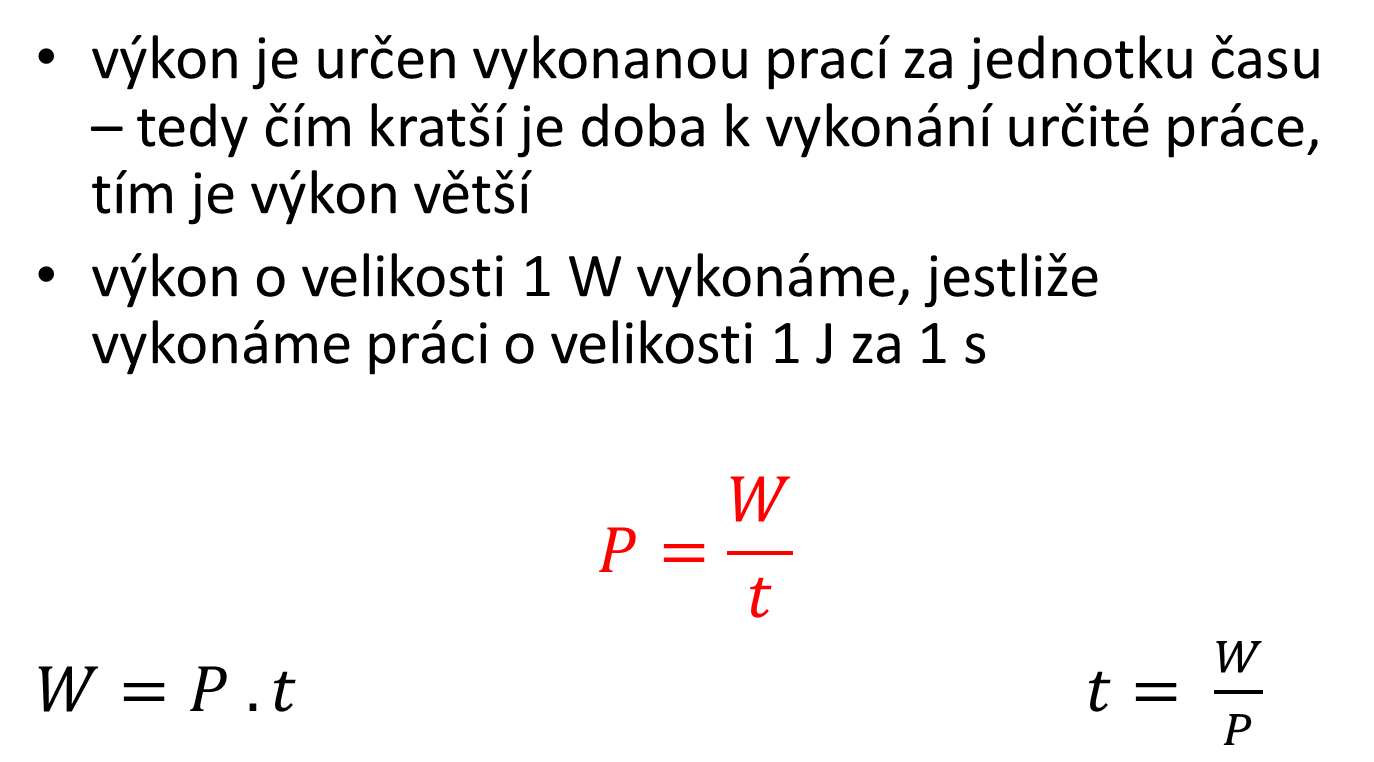 • výkon je určen vykonanou prací za jednotku času
– tedy čím kratší je doba k vykonání určité práce,
tím je výkon větší
• výkon o velikosti 1 W vykonáme, jestliže
vykonáme práci o velikosti 1 J za 1 s
P = W/t
W = P . t
t = W/P